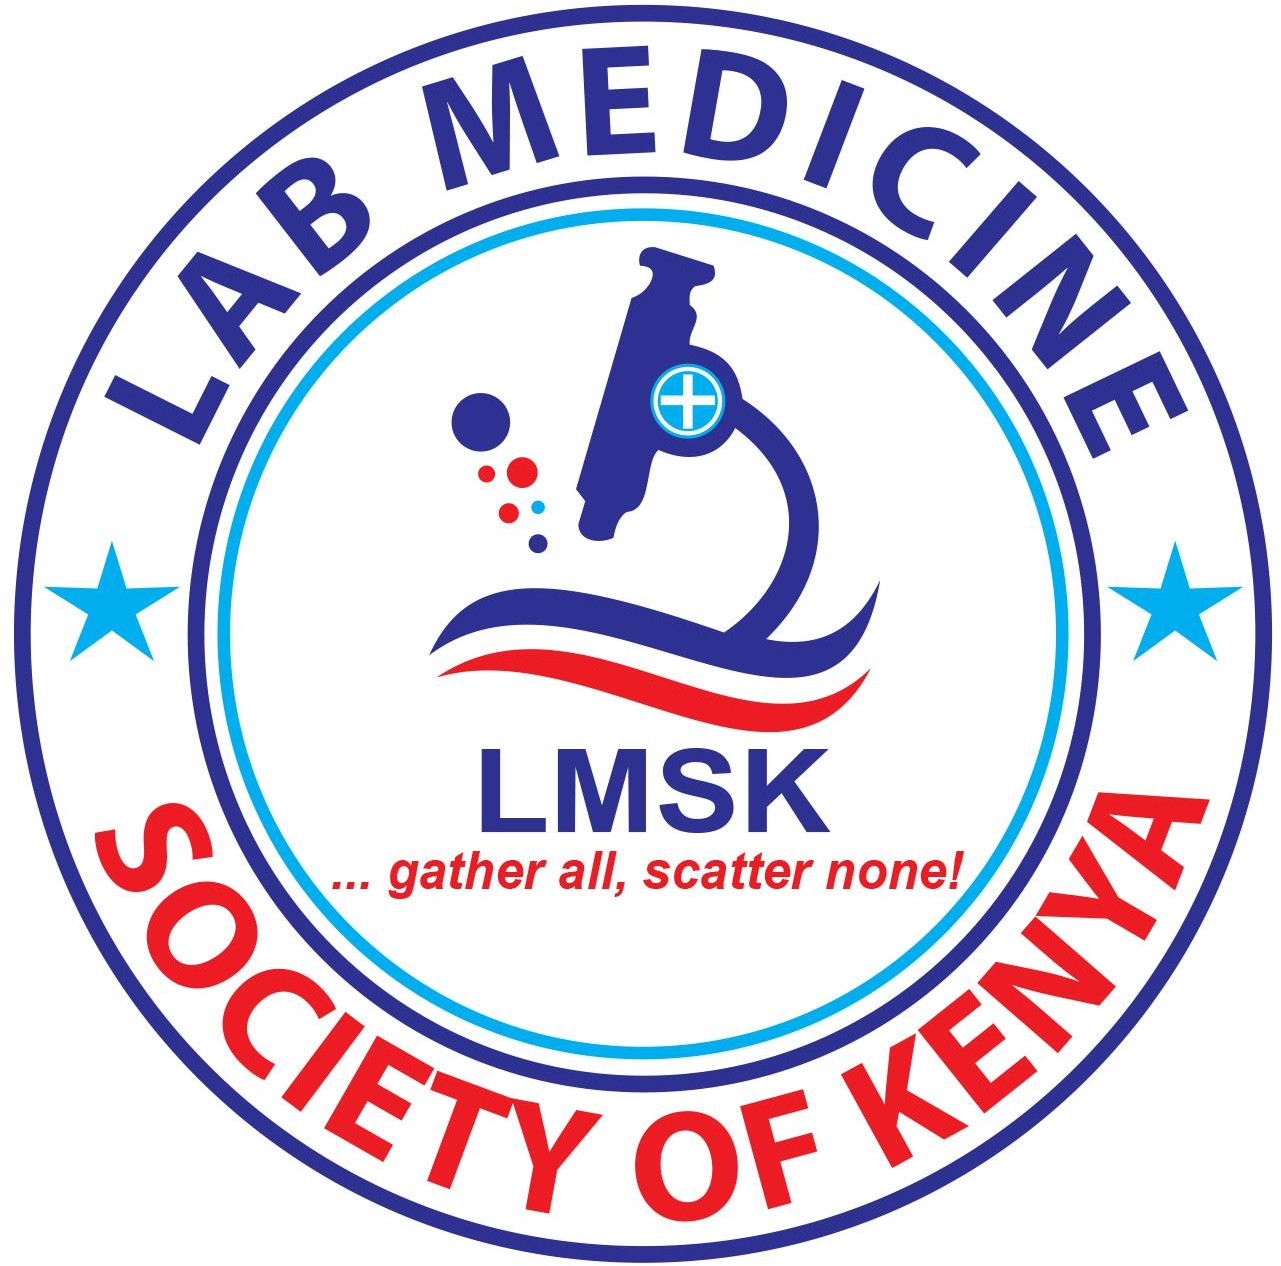 LAB MEDICINE
LMSK
... gather all, scatter none!
SOCIETY OF KENYA